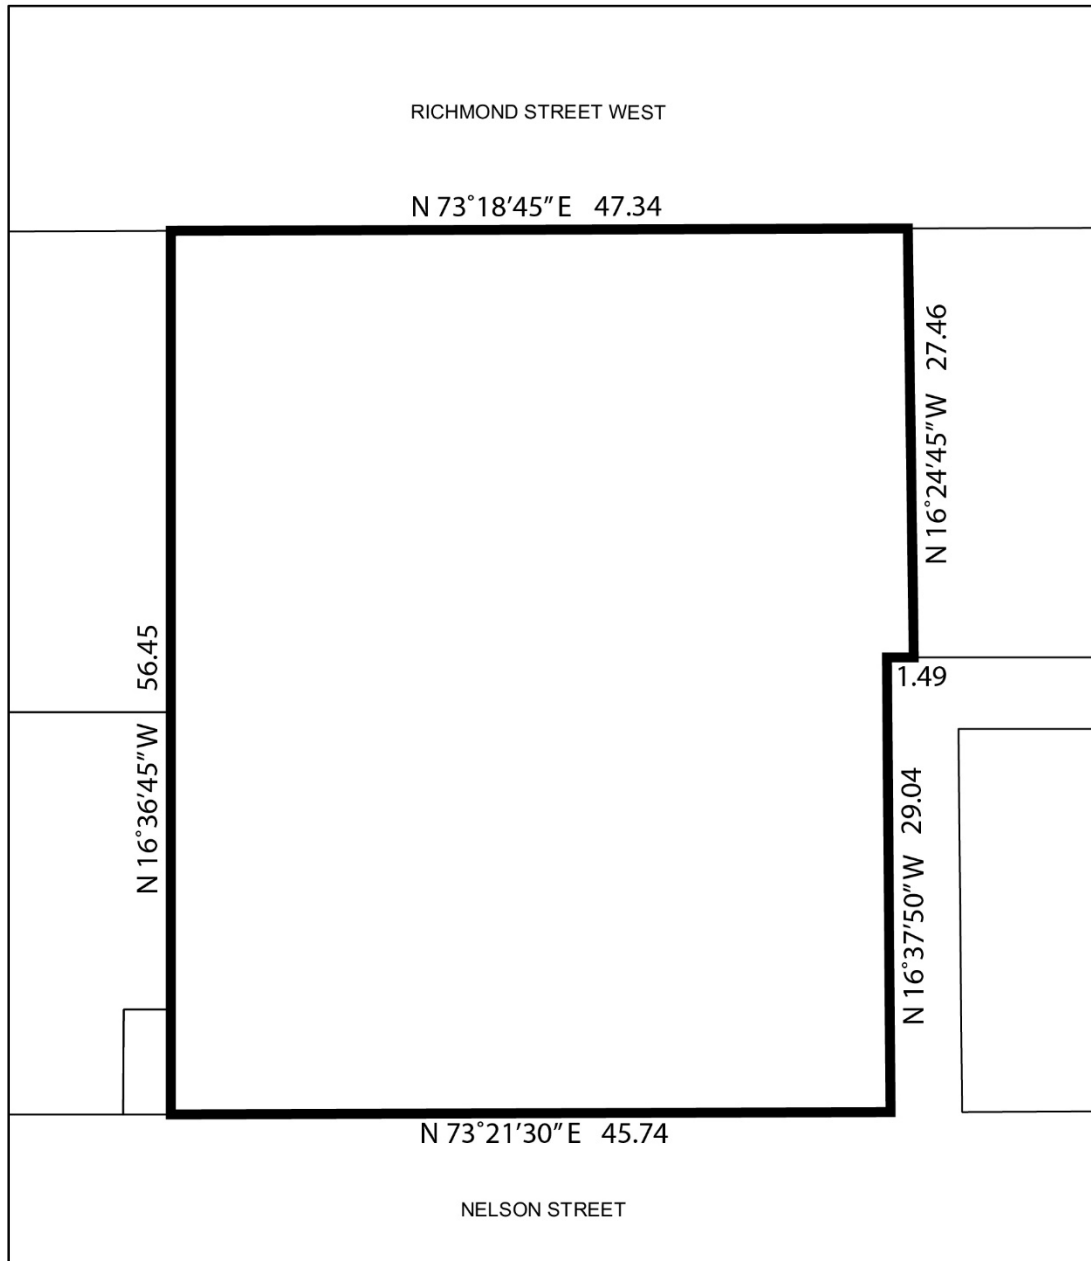 RICHMOND STREET WEST
N 73°18'45" E 47.34
N 16°24'45" W 27.46
N 16°36'45" W 56.45
1.49
N 16°37'50" W 29.04
N 73°21'30" E 45.74
NELSON STREET